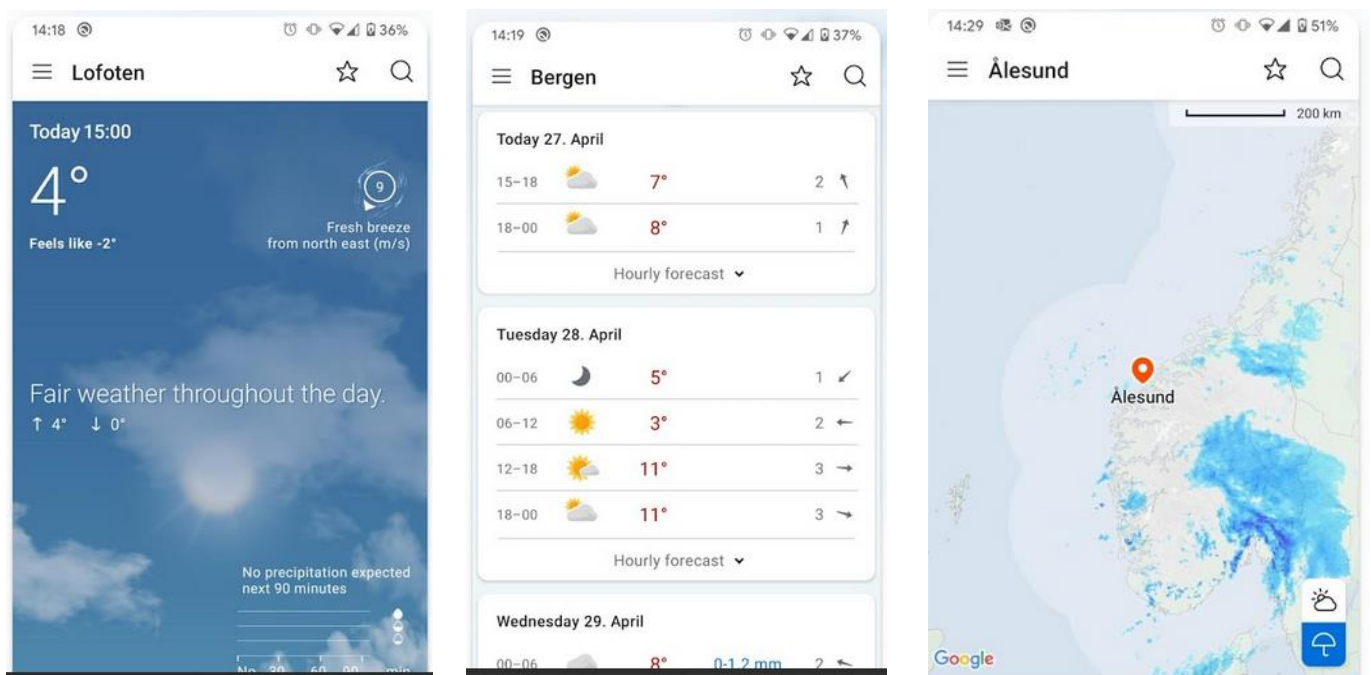 14:18
36%
Lofoten
Today 15:00
4°
9
Feels like -2°
Fresh breeze
from north east (m/s)
Fair weather throughout the day.
↑ 4° ↓ 0°
No precipitation expected
next 90 minutes
14:19
37%
Bergen
Today 27. April
15-18 7° 2
18-00 8° 1
Hourly forecast
Tuesday 28. April
00-06 5° 1
06-12 3° 2
12-18 11° 3
18-00 11° 3
Hourly forecast
Wednesday 29. April
00-06 8° 0-1.2 mm 2
14:29
51%
Ålesund
200 km
Ålesund
Google